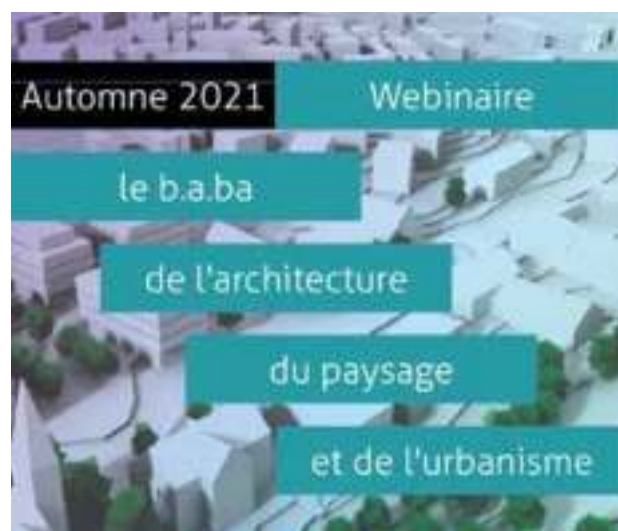 Automne 2021 Webinaire
le b.a.ba
de l'architecture
du paysage
et de l'urbanisme